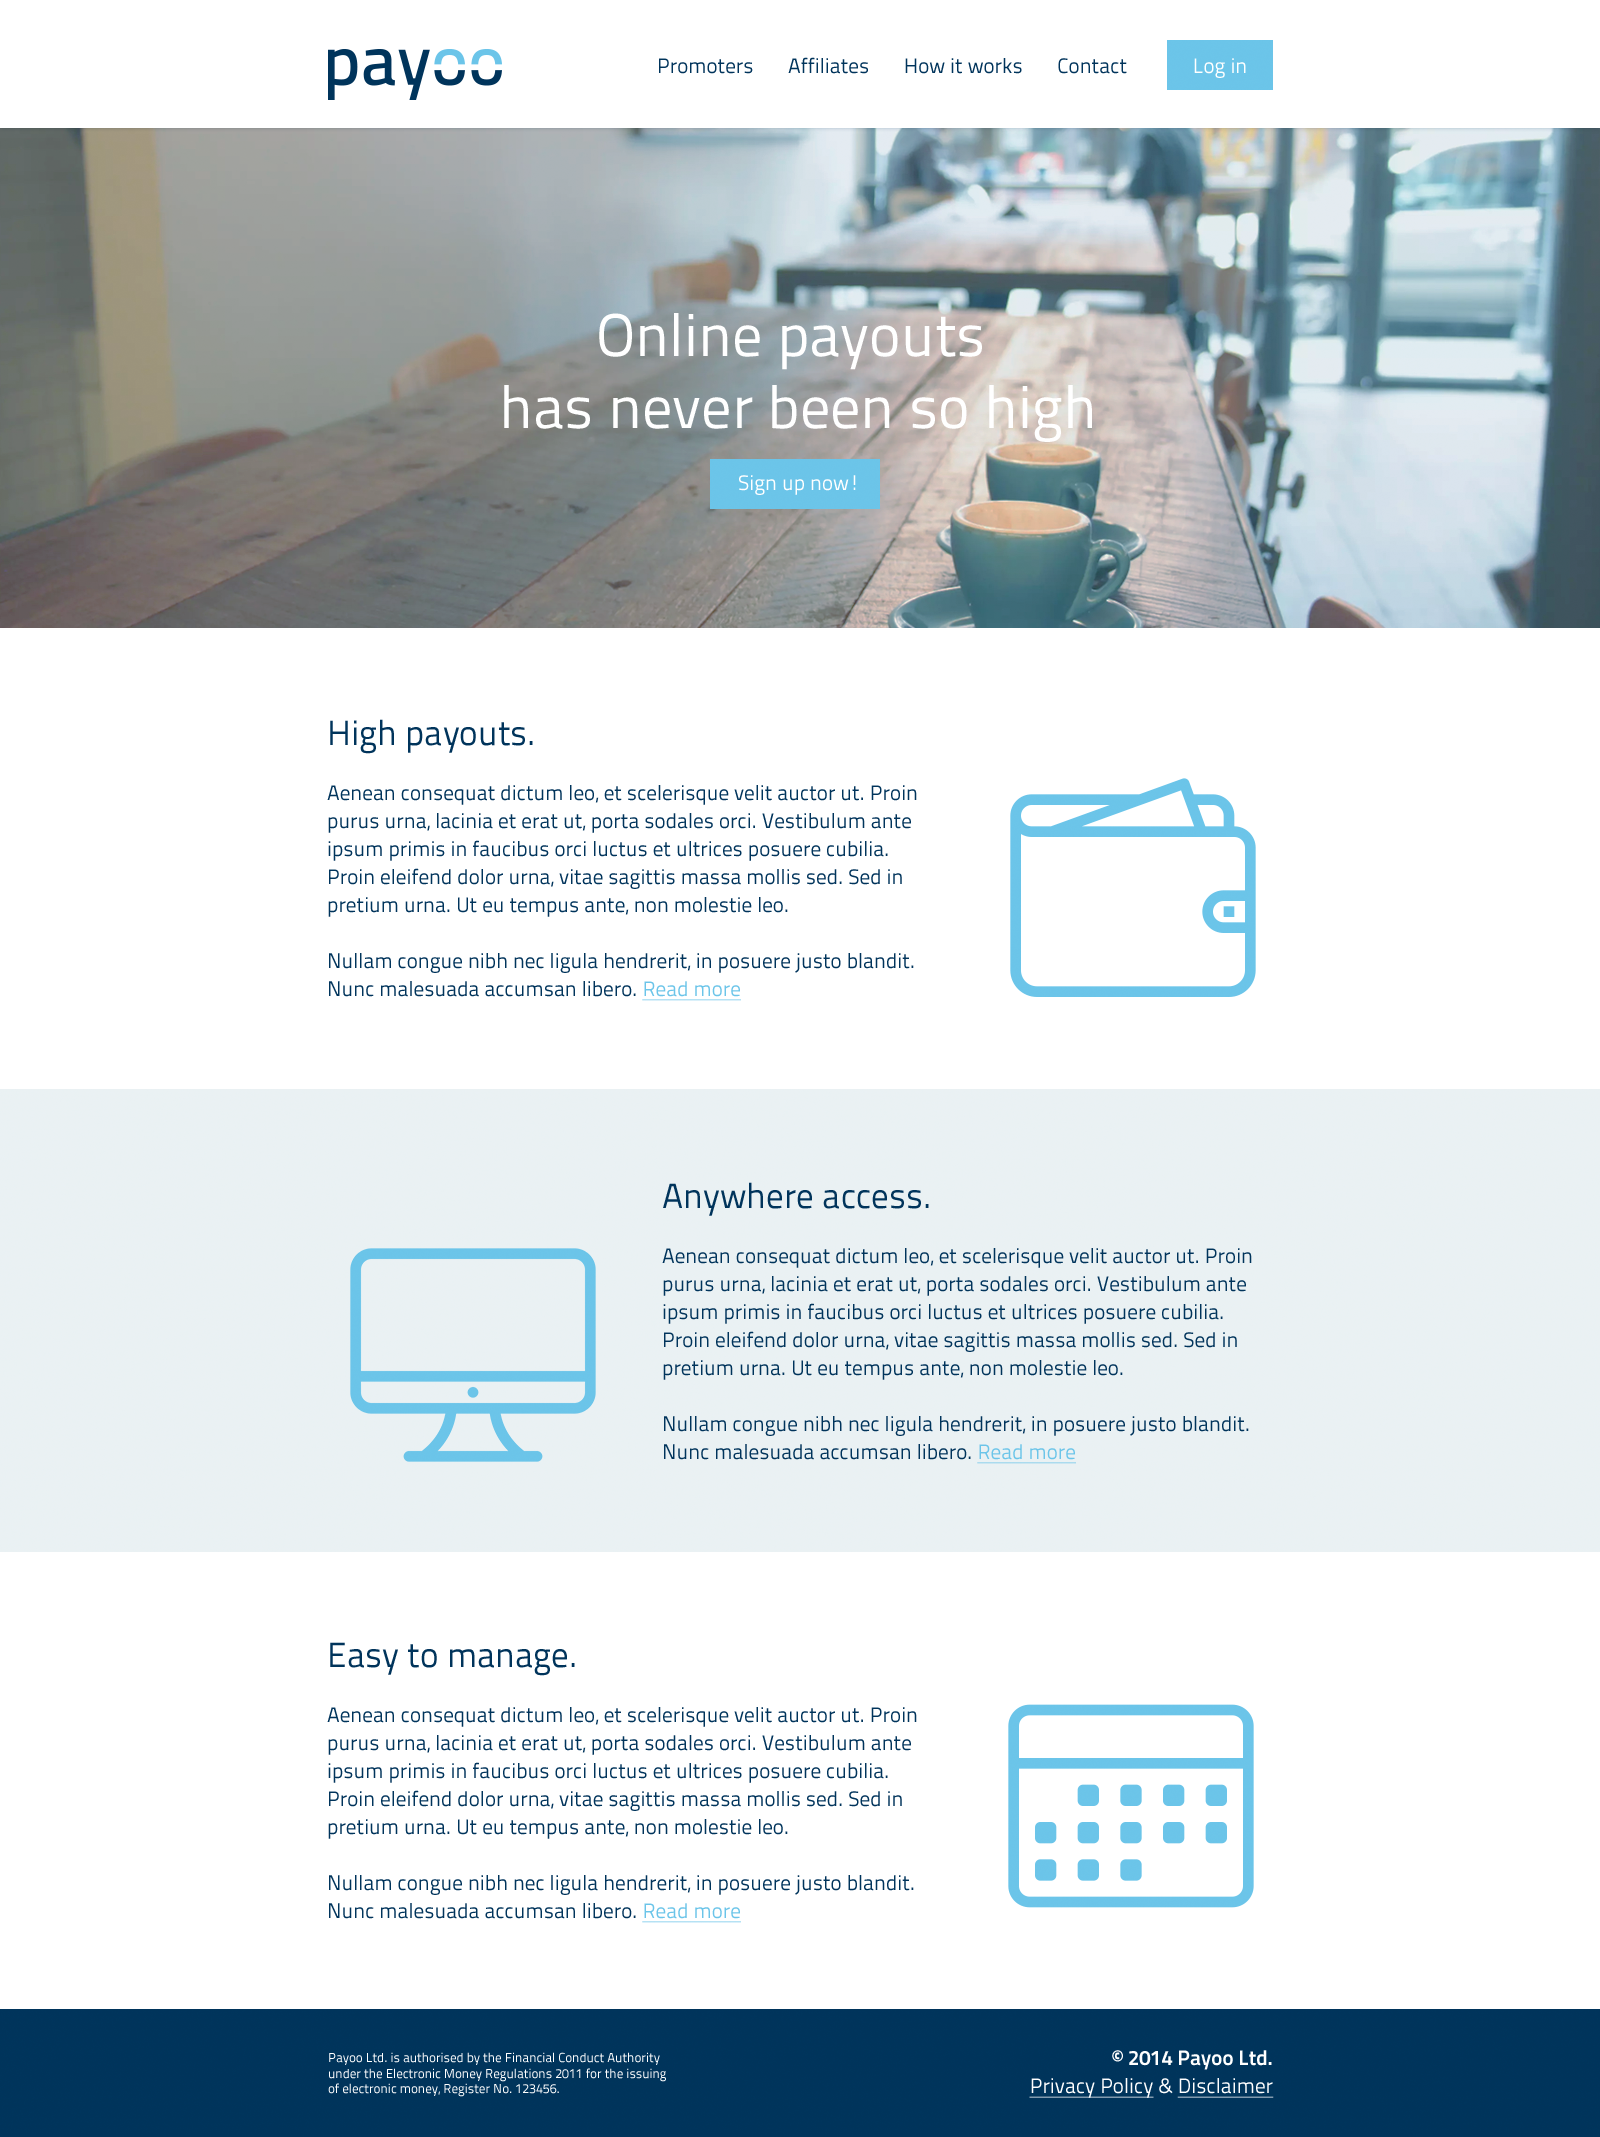 payoo
Promoters Affiliates How it works Contact Log in
Online payouts
has never been so high
Sign up now!
High payouts.
Aenean consequat dictum leo, et scelerisque velit auctor ut. Proin
purus urna, lacinia et erat ut, porta sodales orci. Vestibulum ante
ipsum primis in faucibus orci luctus et ultrices posuere cubilia.
Proin eleifend dolor urna, vitae sagittis massa mollis sed. Sed in
pretium urna. Ut eu tempus ante, non molestie leo.
Nullam congue nibh nec ligula hendrerit, in posuere justo blandit.
Nunc malesuada accumsan libero. Read more
Anywhere access.
Aenean consequat dictum leo, et scelerisque velit auctor ut. Proin
purus urna, lacinia et erat ut, porta sodales orci. Vestibulum ante
ipsum primis in faucibus orci luctus et ultrices posuere cubilia.
Proin eleifend dolor urna, vitae sagittis massa mollis sed. Sed in
pretium urna. Ut eu tempus ante, non molestie leo.
Nullam congue nibh nec ligula hendrerit, in posuere justo blandit.
Nunc malesuada accumsan libero. Read more
Easy to manage.
Aenean consequat dictum leo, et scelerisque velit auctor ut. Proin
purus urna, lacinia et erat ut, porta sodales orci. Vestibulum ante
ipsum primis in faucibus orci luctus et ultrices posuere cubilia.
Proin eleifend dolor urna, vitae sagittis massa mollis sed. Sed in
pretium urna. Ut eu tempus ante, non molestie leo.
Nullam congue nibh nec ligula hendrerit, in posuere justo blandit.
Nunc malesuada accumsan libero. Read more
Payoo Ltd. is authorised by the Financial Conduct Authority
under the Electronic Money Regulations 2011 for the issuing
of electronic money, Register No. 123456.
© 2014 Payoo Ltd.
Privacy Policy & Disclaimer